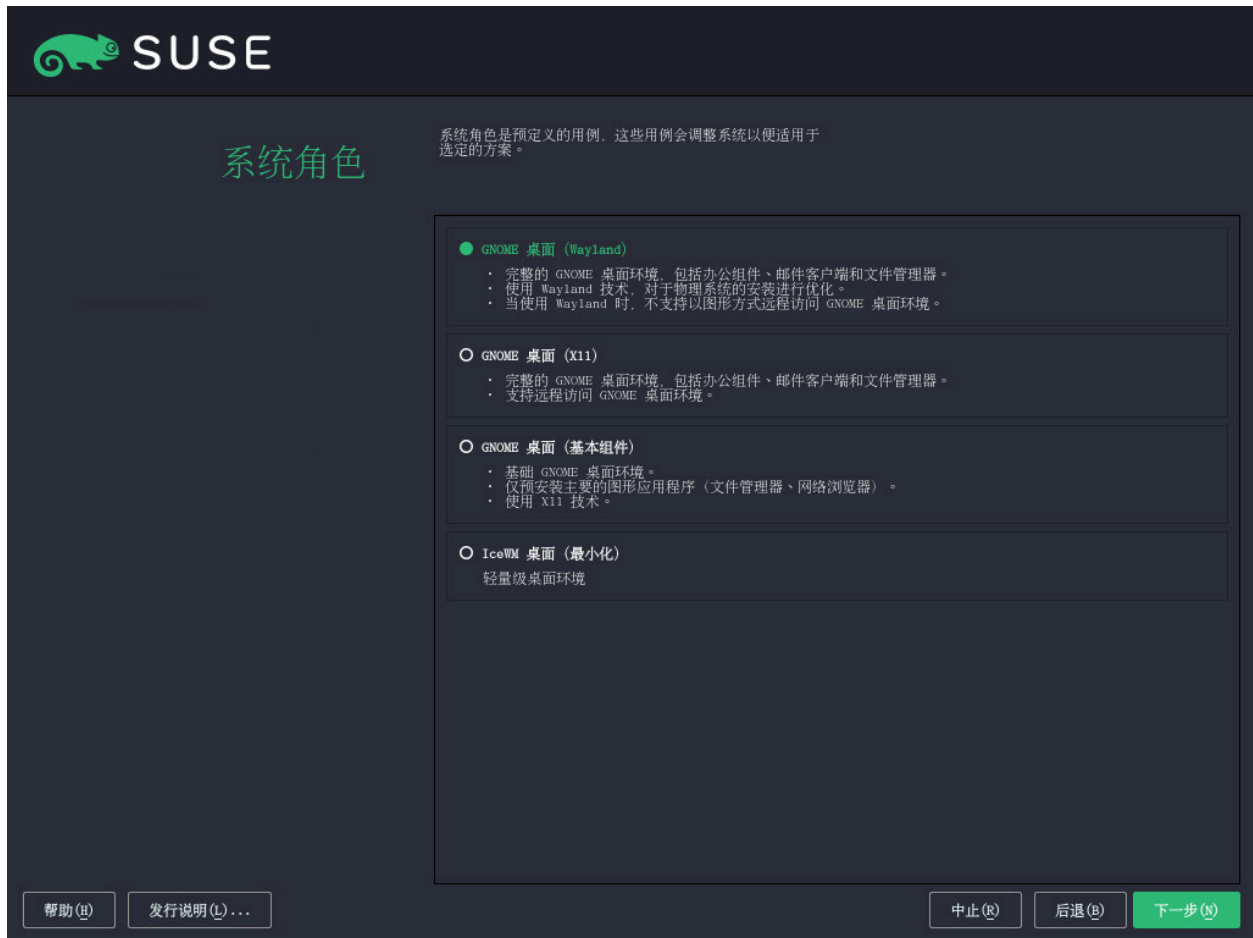 SUSE
系统角色
系统角色是预定义的用例，这些用例会调整系统以便适用于
选定的方案。
GNOME 桌面 (Wayland)
· 完整的 GNOME 桌面环境，包括办公组件、邮件客户端和文件管理器。
· 使用 Wayland 技术，对于物理系统的安装进行优化。
· 当使用 Wayland 时，不支持以图形方式远程访问 GNOME 桌面环境。
GNOME 桌面 (X11)
· 完整的 GNOME 桌面环境，包括办公组件、邮件客户端和文件管理器。
· 支持远程访问 GNOME 桌面环境。
GNOME 桌面（基本组件）
· 基础 GNOME 桌面环境。
· 仅预安装主要的图形应用程序（文件管理器、网络浏览器）。
· 使用 X11 技术。
IceWM 桌面（最小化）
轻量级桌面环境
帮助(H)
发行说明(L)...
中止(R)
后退(B)
下一步(N)